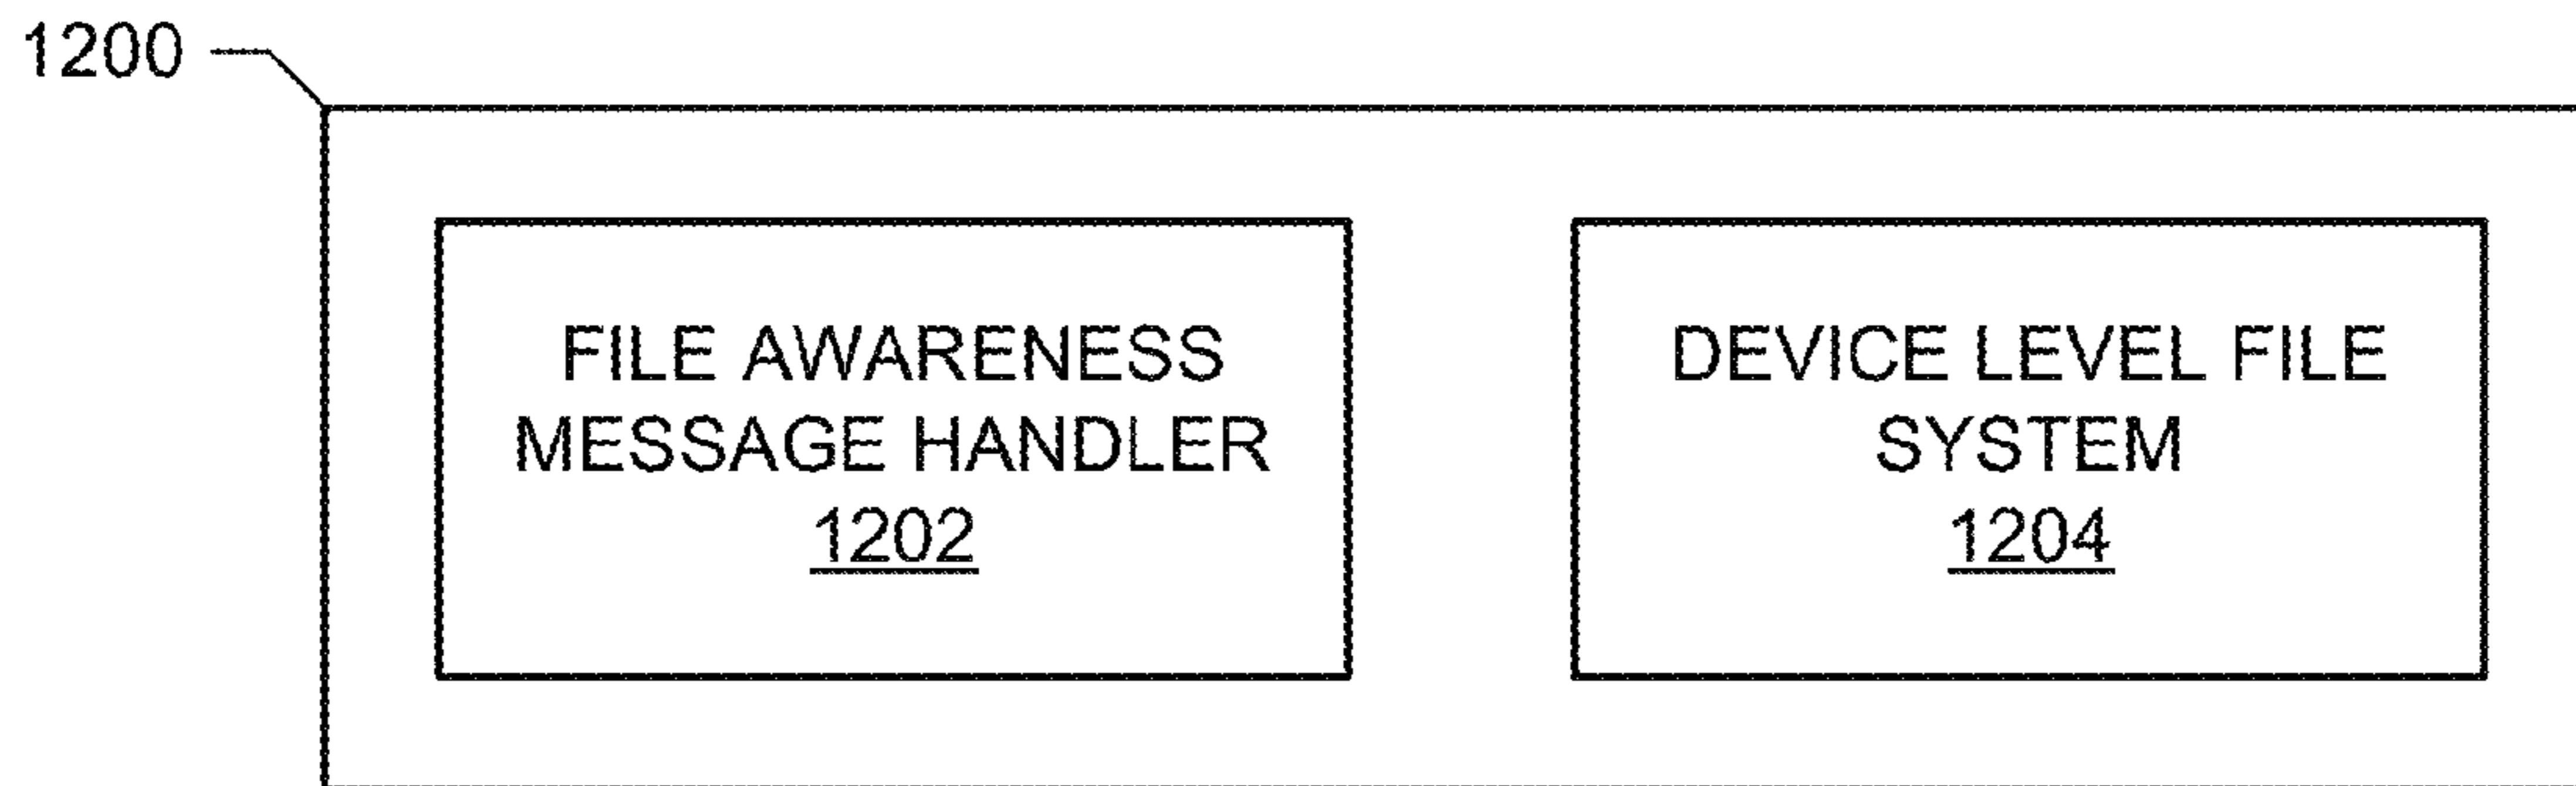 1200
FILE AWARENESS
MESSAGE HANDLER
1202
DEVICE LEVEL FILE
SYSTEM
1204